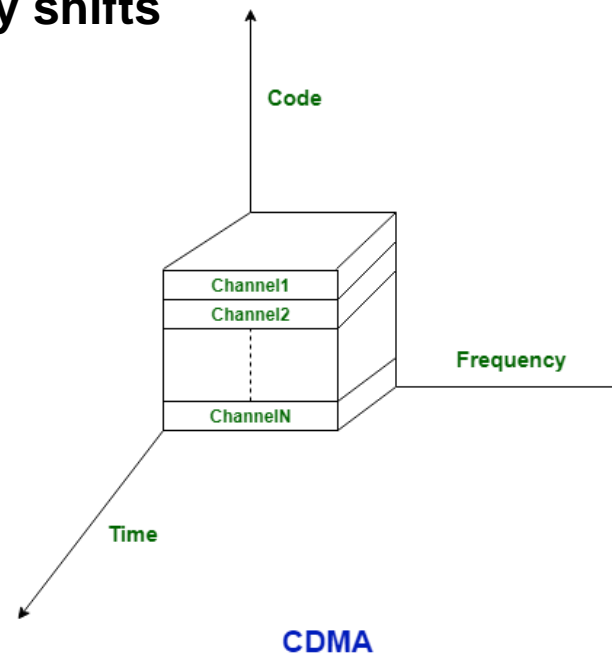 y shifts
Code
Channel1
Channel2
Frequency
ChannelN
Time
CDMA